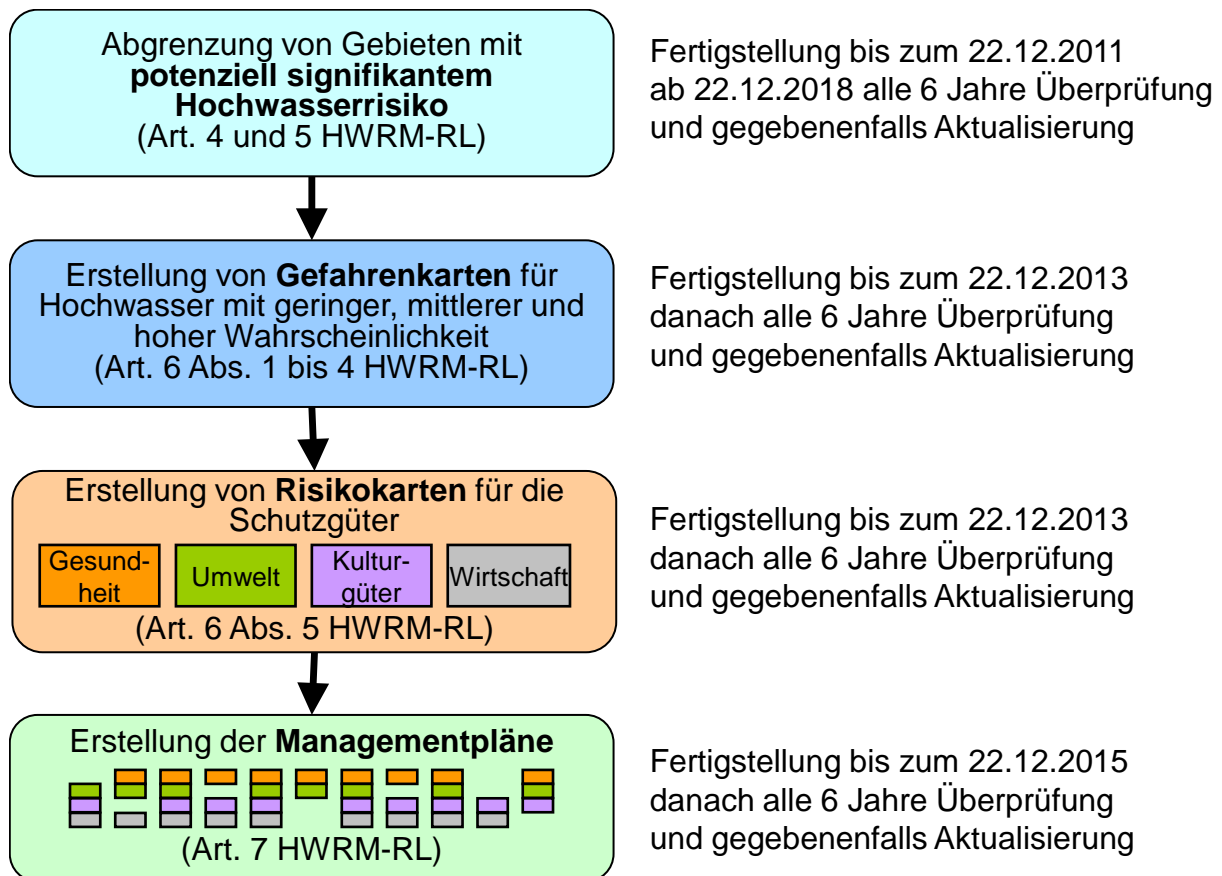 Abgrenzung von Gebieten mit
potenziell signifikantem
Hochwasserrisiko
(Art. 4 und 5 HWRM-RL)
Fertigstellung bis zum 22.12.2011
ab 22.12.2018 alle 6 Jahre Überprüfung
und gegebenenfalls Aktualisierung
Erstellung von Gefahrenkarten für
Hochwasser mit geringer, mittlerer und
hoher Wahrscheinlichkeit
(Art. 6 Abs. 1 bis 4 HWRM-RL)
Fertigstellung bis zum 22.12.2013
danach alle 6 Jahre Überprüfung
und gegebenenfalls Aktualisierung
Erstellung von Risikokarten für die
Schutzgüter
Gesund-
heit
Umwelt
Kultur-
güter
Wirtschaft
(Art. 6 Abs. 5 HWRM-RL)
Fertigstellung bis zum 22.12.2013
danach alle 6 Jahre Überprüfung
und gegebenenfalls Aktualisierung
Erstellung der Managementpläne
(Art. 7 HWRM-RL)
Fertigstellung bis zum 22.12.2015
danach alle 6 Jahre Überprüfung
und gegebenenfalls Aktualisierung